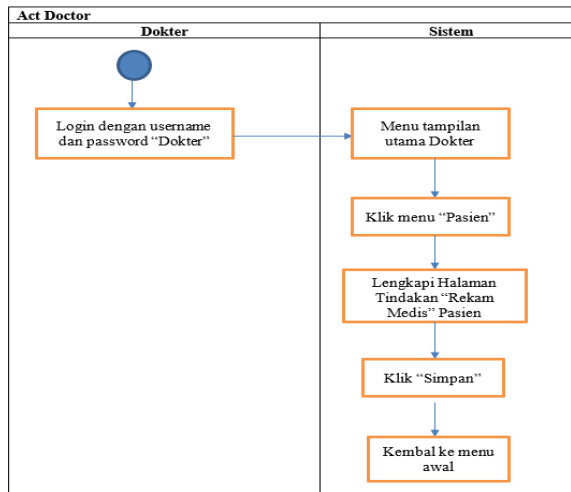 Act Doctor
Dokter
Sistem
Login dengan username
dan password “Dokter”
Menu tampilan
utama Dokter
Klik menu “Pasien”
Lengkapi Halaman
Tindakan “Rekam
Medis” Pasien
Klik “Simpan”
Kembal ke menu
awal